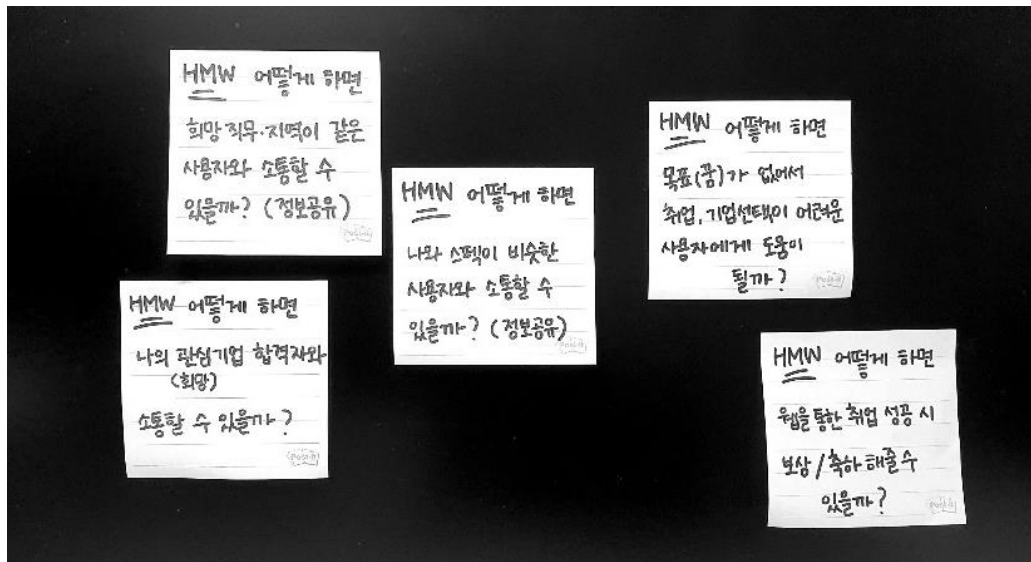 HMW 어떻게 하면
희망 직무·지역이 같은
사용자와 소통할 수
있을까? (정보공유)
HMW 어떻게 하면
나의 관심기업 합격자와
(희망)
소통할 수 있을까?
HMW 어떻게 하면
나와 스펙이 비슷한
사용자와 소통할 수
있을까? (정보공유)
HMW 어떻게 하면
목표(꿈)가 없어서
취업, 기업선택이 어려운
사용자에게 도움이
될까?
HMW 어떻게 하면
웹을 통한 취업 성공 시
보상/축하 해줄 수
있을까?